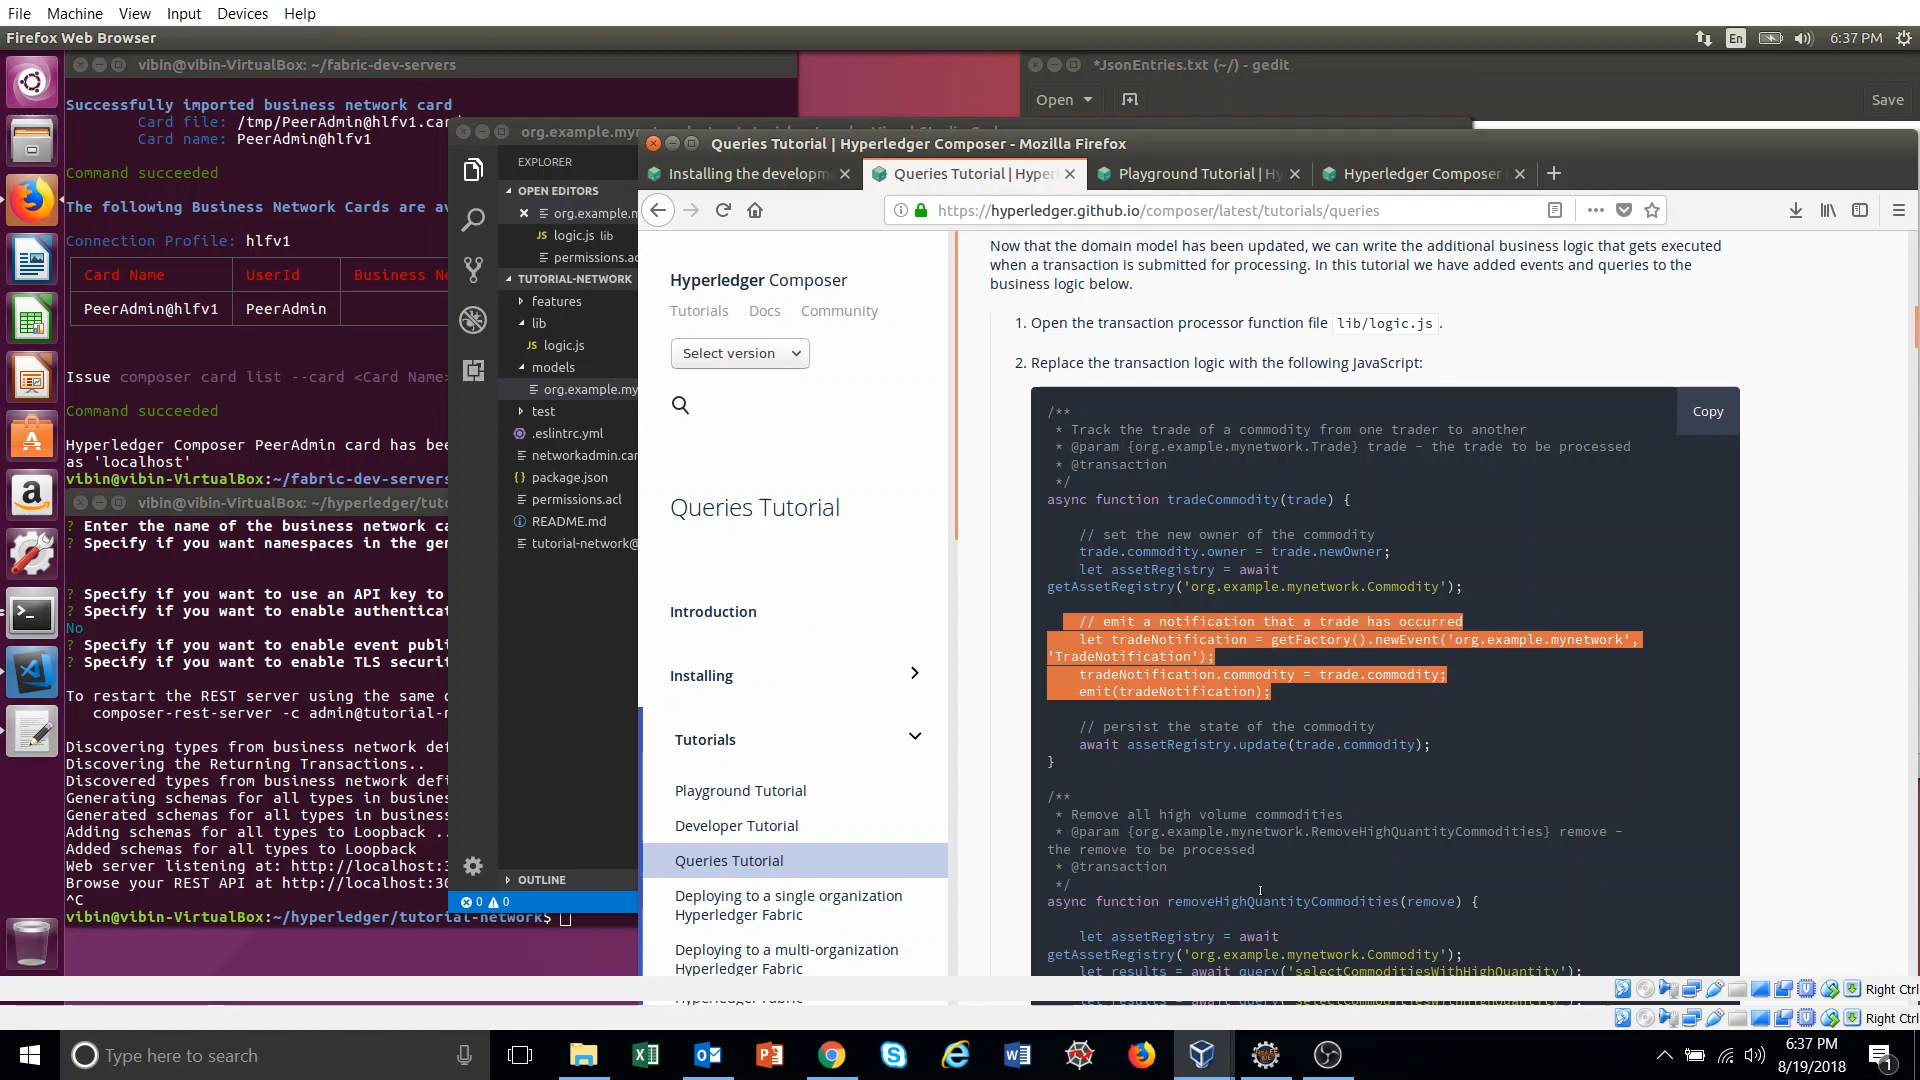 File Machine View Input Devices Help
Firefox Web Browser
En
6:37 PM
vibin@vibin-VirtualBox: ~/fabric-dev-servers
Successfully imported business network card
Card file: /tmp/PeerAdmin@hlfv1.car
Card name: PeerAdmin@hlfv1
Command succeeded
The following Business Network Cards are av
Connection Profile: hlfv1
Card Name UserId Business Ne
PeerAdmin@hlfv1 PeerAdmin
Issue composer card list --card <Card Name>
Command succeeded
Hyperledger Composer PeerAdmin card has bee
as 'localhost'
vibin@vibin-VirtualBox:~/fabric-dev-servers
vibin@vibin-VirtualBox: ~/hyperledger/tuto
? Enter the name of the business network ca
? Specify if you want namespaces in the gen
? Specify if you want to use an API key to
? Specify if you want to enable authenticat
No
? Specify if you want to enable event publi
? Specify if you want to enable TLS securit
To restart the REST server using the same o
composer-rest-server -c admin@tutorial-n
Discovering types from business network def
Discovering the Returning Transactions..
Discovered types from business network defi
Generating schemas for all types in busines
Generated schemas for all types in business
Adding schemas for all types to Loopback ..
Added schemas for all types to Loopback
Web server listening at: http://localhost:3
Browse your REST API at http://localhost:30
^C
vibin@vibin-VirtualBox:~/hyperledger/tutorial-network$
*JsonEntries.txt (~/) - gedit
Open
Save
org.example.my
EXPLORER
OPEN EDITORS
org.example.m
JS logic.js lib
permissions.ac
TUTORIAL-NETWORK
features
lib
JS logic.js
models
org.example.my
test
.eslintrc.yml
networkadmin.car
{} package.json
permissions.acl
README.md
tutorial-network@
OUTLINE
0 0
Queries Tutorial | Hyperledger Composer - Mozilla Firefox
Installing the developm
Queries Tutorial | Hyper
Playground Tutorial | Hy
Hyperledger Composer
https://hyperledger.github.io/composer/latest/tutorials/queries
Hyperledger Composer
Tutorials Docs Community
Select version
Queries Tutorial
Introduction
Installing
Tutorials
Playground Tutorial
Developer Tutorial
Queries Tutorial
Deploying to a single organization
Hyperledger Fabric
Deploying to a multi-organization
Hyperledger Fabric
Now that the domain model has been updated, we can write the additional business logic that gets executed
when a transaction is submitted for processing. In this tutorial we have added events and queries to the
business logic below.
1. Open the transaction processor function file lib/logic.js.
2. Replace the transaction logic with the following JavaScript:
Copy
/**
* Track the trade of a commodity from one trader to another
* @param {org.example.mynetwork.Trade} trade - the trade to be processed
* @transaction
*/
async function tradeCommodity(trade) {
// set the new owner of the commodity
trade.commodity.owner = trade.newOwner;
let assetRegistry = await
getAssetRegistry('org.example.mynetwork.Commodity');
// emit a notification that a trade has occurred
let tradeNotification = getFactory().newEvent('org.example.mynetwork',
'TradeNotification');
tradeNotification.commodity = trade.commodity;
emit(tradeNotification);
// persist the state of the commodity
await assetRegistry.update(trade.commodity);
}
/**
* Remove all high volume commodities
* @param {org.example.mynetwork.RemoveHighQuantityCommodities} remove -
the remove to be processed
* @transaction
*/
async function removeHighQuantityCommodities(remove) {
let assetRegistry = await
getAssetRegistry('org.example.mynetwork.Commodity');
let results = await query('selectCommoditiesWithHighQuantity');
Right Ctrl
Right Ctrl
Type here to search
6:37 PM
8/19/2018
1